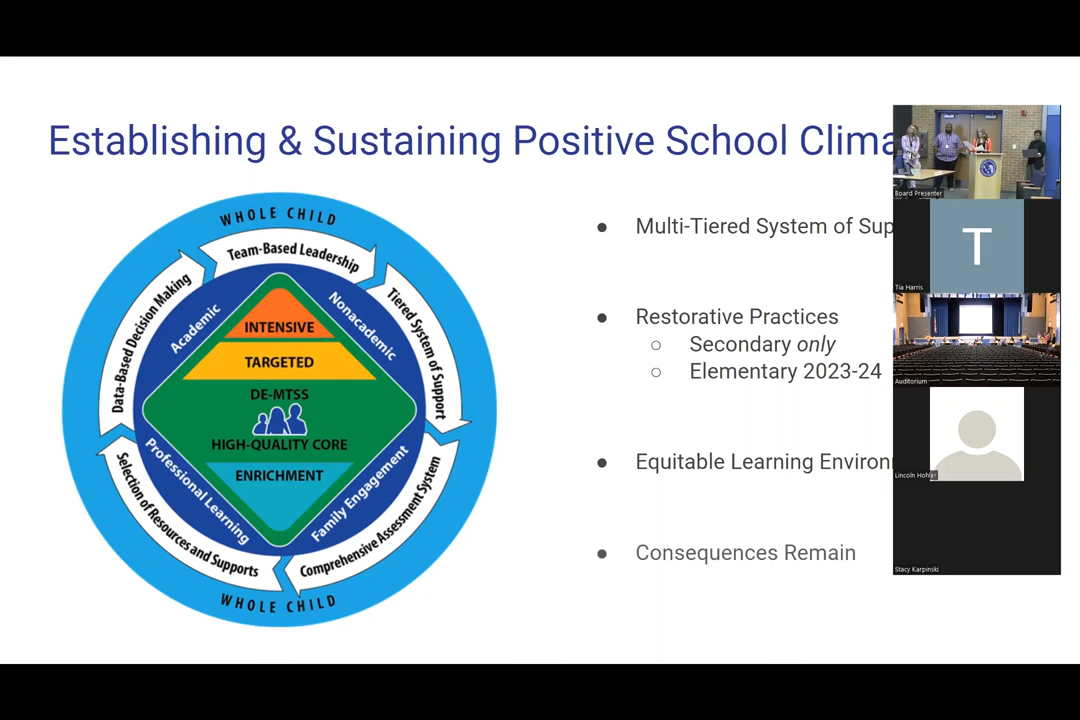 Establishing & Sustaining Positive School Clima
WHOLE CHILD
Team-Based Leadership
Data-Based Decision Making
Tiered System of Support
Academic
Nonacademic
INTENSIVE
TARGETED
DE-MTSS
HIGH-QUALITY CORE
ENRICHMENT
Professional Learning
Family Engagement
Selection of Resources and Supports
Comprehensive Assessment System
WHOLE CHILD
● Multi-Tiered System of Sup
● Restorative Practices
○ Secondary only
○ Elementary 2023-24
● Equitable Learning Environ
● Consequences Remain
Board Presenter
T
Tia Harris
Auditorium
Lincoln Hohler
Stacy Karpinski